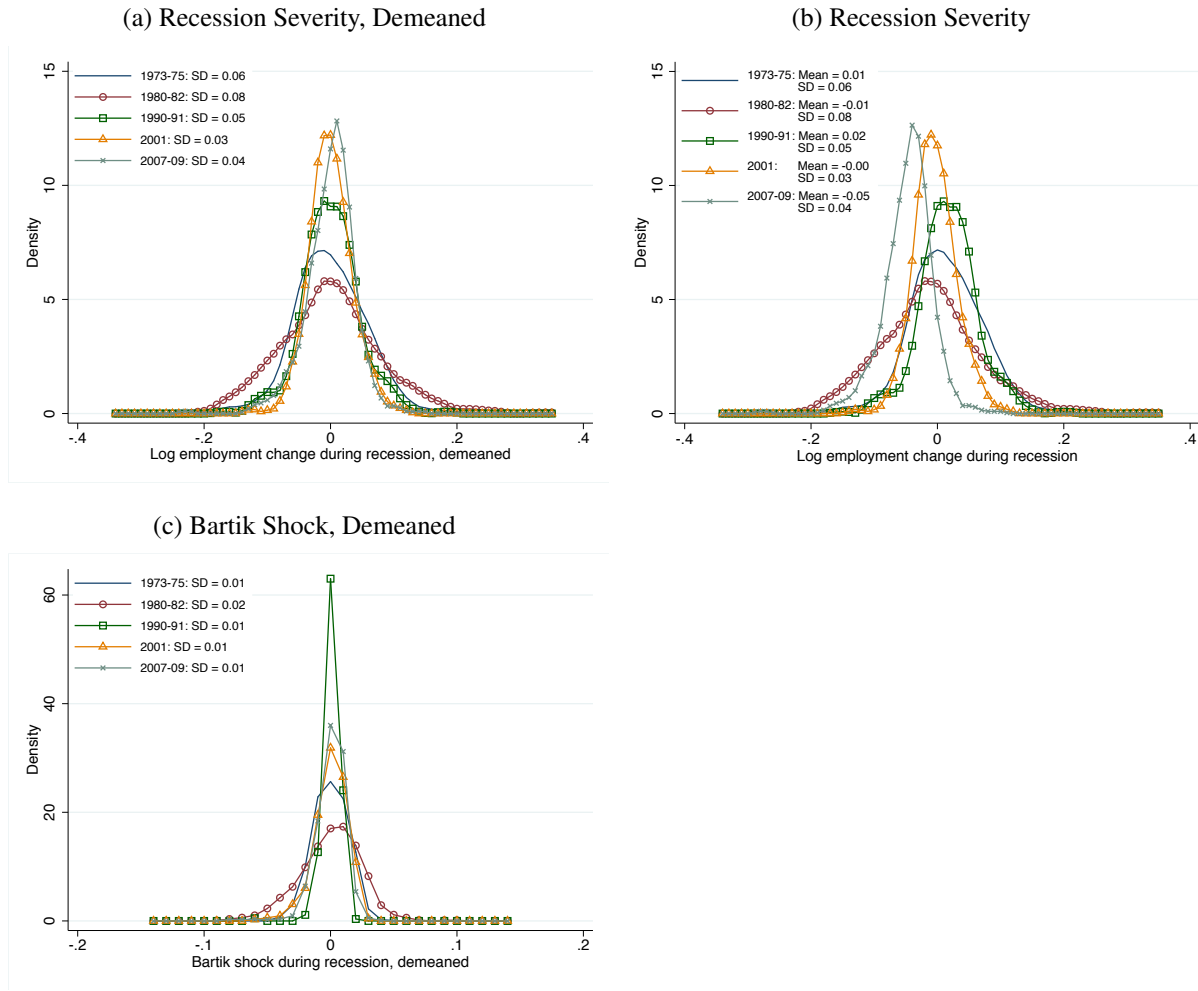 (a) Recession Severity, Demeaned
15
10
5
0
Density
1973-75: SD = 0.06
1980-82: SD = 0.08
1990-91: SD = 0.05
2001: SD = 0.03
2007-09: SD = 0.04
-.4
-.2
0
.2
.4
Log employment change during recession, demeaned
(b) Recession Severity
15
10
5
0
Density
1973-75: Mean = 0.01
SD = 0.06
1980-82: Mean = -0.01
SD = 0.08
1990-91: Mean = 0.02
SD = 0.05
2001: Mean = -0.00
SD = 0.03
2007-09: Mean = -0.05
SD = 0.04
-.4
-.2
0
.2
.4
Log employment change during recession
(c) Bartik Shock, Demeaned
60
40
20
0
Density
1973-75: SD = 0.01
1980-82: SD = 0.02
1990-91: SD = 0.01
2001: SD = 0.01
2007-09: SD = 0.01
-.2
-.1
0
.1
.2
Bartik shock during recession, demeaned